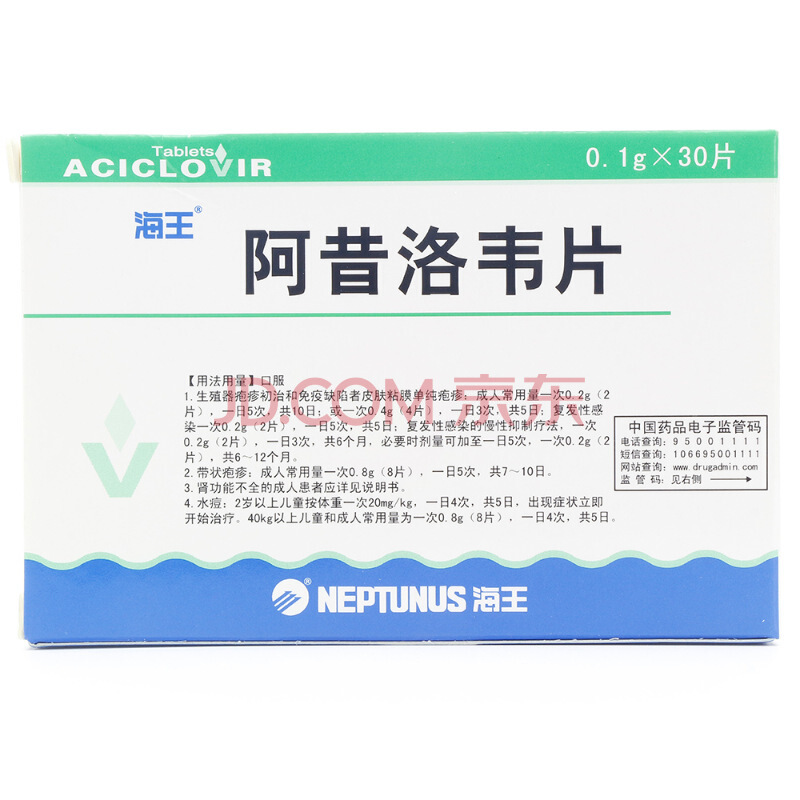 Tablets
ACICLOVIR
0.1g×30片
海王®
阿昔洛韦片
JD.COM 京东
【用法用量】口服
1. 生殖器疱疹初治和免疫缺陷者皮肤粘膜单纯疱疹：成人常用量一次0.2g（2
片），一日5次，共10日；或一次0.4g（4片），一日3次，共5日；复发性感
染一次0.2g（2片），一日5次，共5日；复发性感染的慢性抑制疗法，一次
0.2g（2片），一日3次，共6个月，必要时剂量可加至一日5次，一次0.2g（2
片），共6～12个月。
2. 带状疱疹：成人常用量一次0.8g（8片），一日5次，共7～10日。
3. 肾功能不全的成人患者应详见说明书。
4. 水痘：2岁以上儿童按体重一次20mg/kg，一日4次，共5日，出现症状立即
开始治疗。40kg以上儿童和成人常用量为一次0.8g（8片），一日4次，共5日。
中国药品电子监管码
电话查询：95001111
短信查询：106695001111
网站查询：www.drugadmin.com
监 管 码：见右侧
® NEPTUNUS 海王